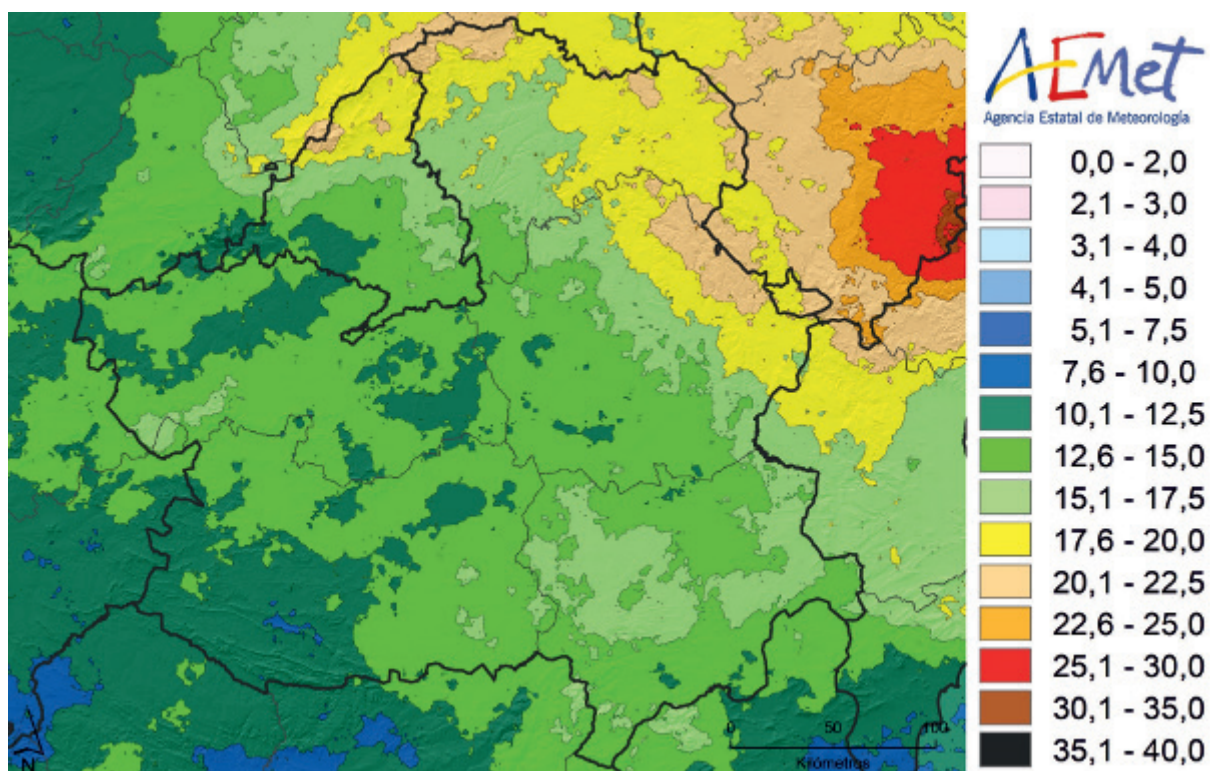 AEMet
Agencia Estatal de Meteorología
0,0 - 2,0
2,1 - 3,0
3,1 - 4,0
4,1 - 5,0
5,1 - 7,5
7,6 - 10,0
10,1 - 12,5
12,6 - 15,0
15,1 - 17,5
17,6 - 20,0
20,1 - 22,5
22,6 - 25,0
25,1 - 30,0
30,1 - 35,0
35,1 - 40,0
0 50 100
Kilómetros
N